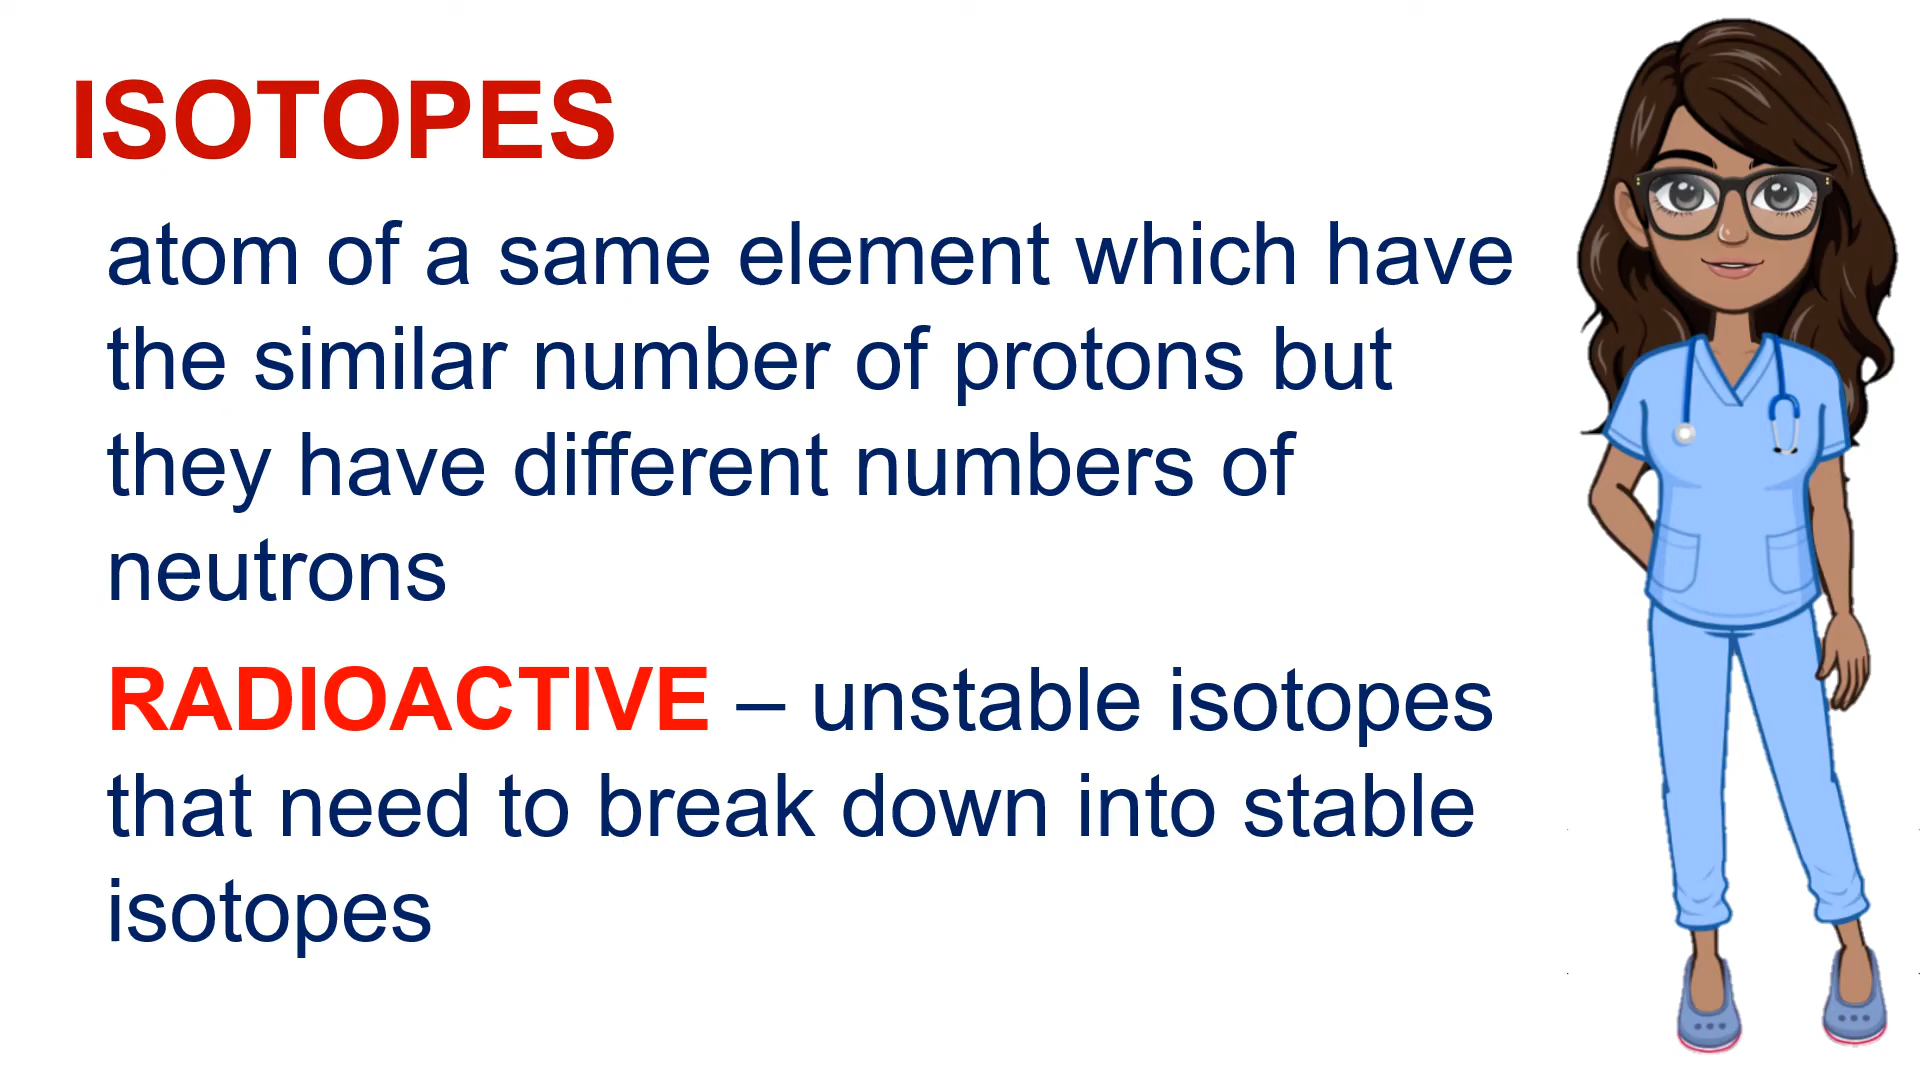 ISOTOPES
atom of a same element which have
the similar number of protons but
they have different numbers of
neutrons
RADIOACTIVE – unstable isotopes
that need to break down into stable
isotopes